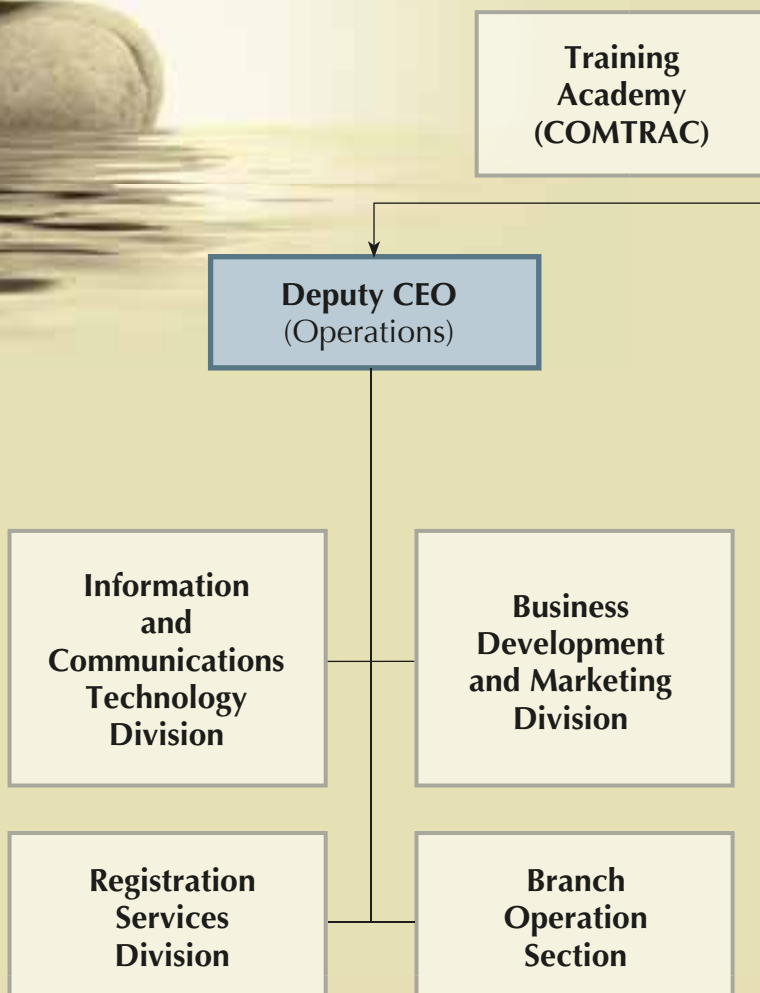 Training
Academy
(COMTRAC)
Deputy CEO
(Operations)
Information
and
Communications
Technology
Division
Business
Development
and Marketing
Division
Registration
Services
Division
Branch
Operation
Section